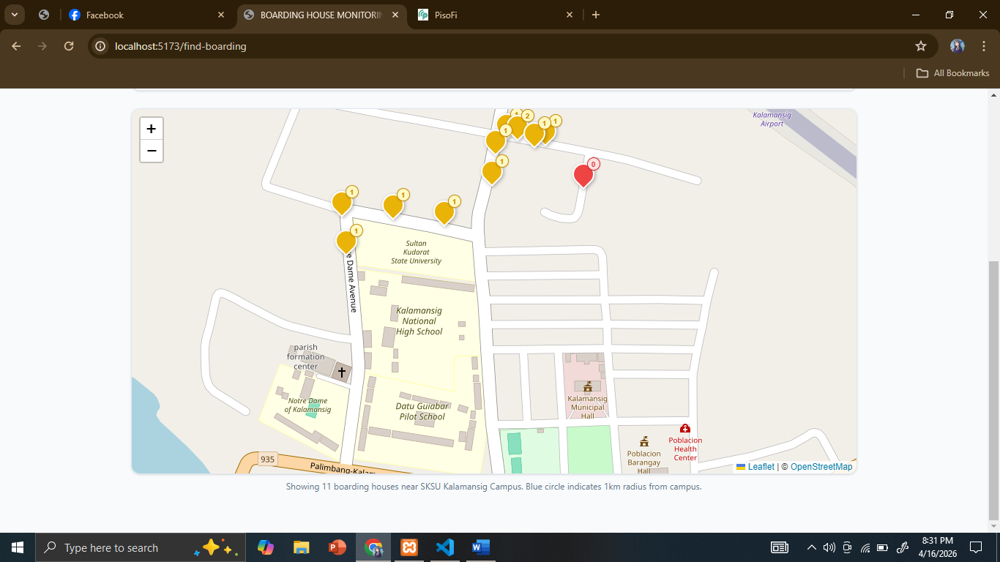 Facebook
BOARDING HOUSE MONITORIN
PisoFi
localhost:5173/find-boarding
All Bookmarks
+
−
Kalamansig
Airport
1
2
1
1
1
1
0
1
1
1
1
Sultan
Kudarat
State University
Dame Avenue
Kalamansig
National
High School
parish
formation
center
Notre Dame
of Kalamansig
Datu Guiabar
Pilot School
Kalamansig
Municipal
Hall
Poblacion
Health
Center
Poblacion
Barangay
Hall
935
Palimbang-Kalam
Leaflet | © OpenStreetMap
Showing 11 boarding houses near SKSU Kalamansig Campus. Blue circle indicates 1km radius from campus.
Type here to search
8:31 PM
4/16/2026